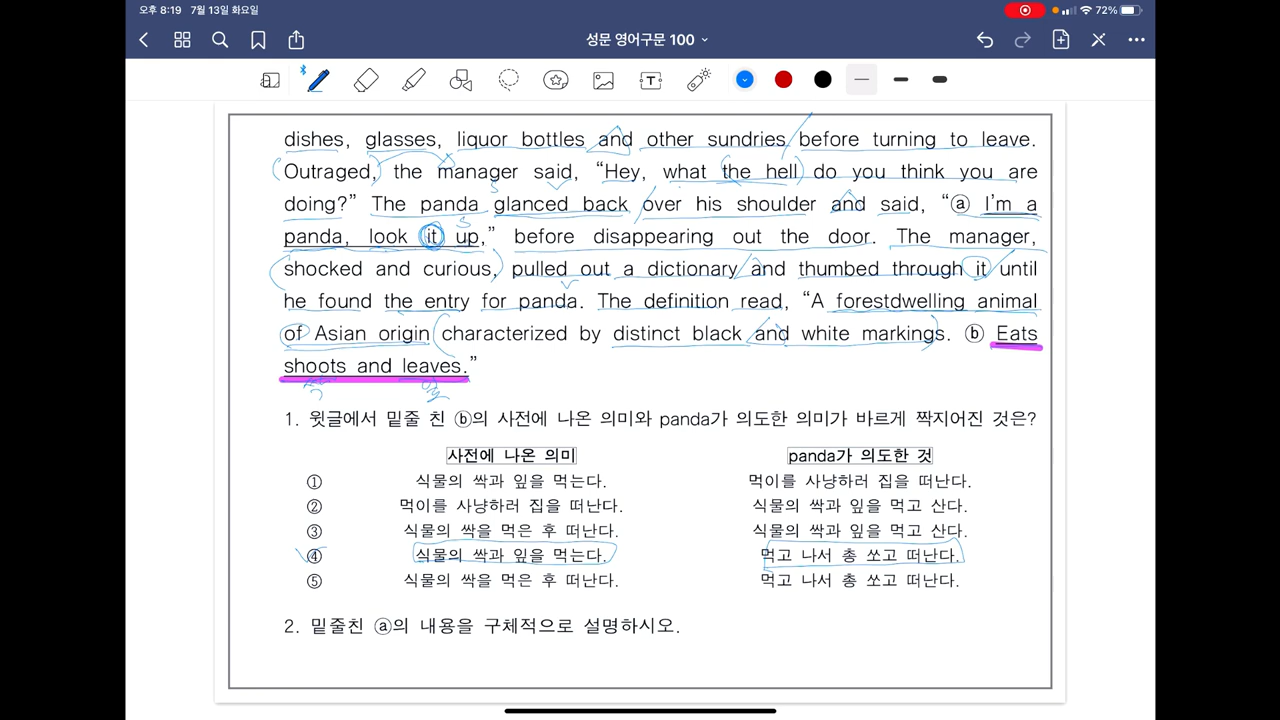 오후 8:19 7월 13일 화요일
72%
성문 영어구문 100
dishes, glasses, liquor bottles and other sundries before turning to leave.
Outraged, the manager said, “Hey, what the hell do you think you are
doing?” The panda glanced back over his shoulder and said, “ⓐ I'm a
panda, look it up,” before disappearing out the door. The manager,
shocked and curious, pulled out a dictionary and thumbed through it until
he found the entry for panda. The definition read, “A forestdwelling animal
of Asian origin characterized by distinct black and white markings. ⓑ Eats
shoots and leaves.”
1. 윗글에서 밑줄 친 ⓑ의 사전에 나온 의미와 panda가 의도한 의미가 바르게 짝지어진 것은?
사전에 나온 의미 panda가 의도한 것
① 식물의 싹과 잎을 먹는다. 먹이를 사냥하러 집을 떠난다.
② 먹이를 사냥하러 집을 떠난다. 식물의 싹과 잎을 먹고 산다.
③ 식물의 싹을 먹은 후 떠난다. 식물의 싹과 잎을 먹고 산다.
④ 식물의 싹과 잎을 먹는다. 먹고 나서 총 쏘고 떠난다.
⑤ 식물의 싹을 먹은 후 떠난다. 먹고 나서 총 쏘고 떠난다.
2. 밑줄친 ⓐ의 내용을 구체적으로 설명하시오.